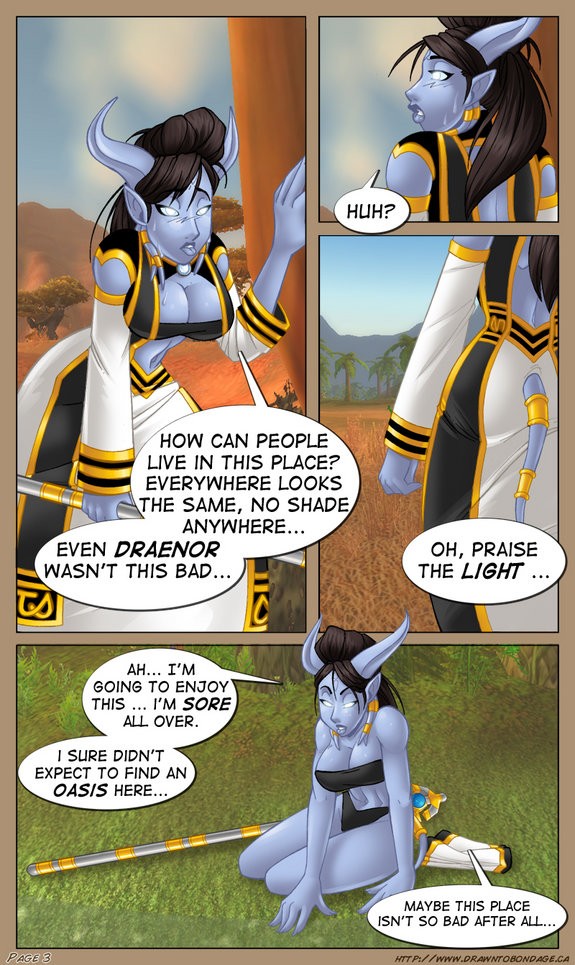 HOW CAN PEOPLE
LIVE IN THIS PLACE?
EVERYWHERE LOOKS
THE SAME, NO SHADE
ANYWHERE...
EVEN DRAENOR
WASN'T THIS BAD...
HUH?
OH, PRAISE
THE LIGHT ...
AH... I'M
GOING TO ENJOY
THIS ... I'M SORE
ALL OVER.
I SURE DIDN'T
EXPECT TO FIND AN
OASIS HERE...
MAYBE THIS PLACE
ISN'T SO BAD AFTER ALL...
PAGE 3
HTTP://WWW.DRAWNTOBONDAGE.CA